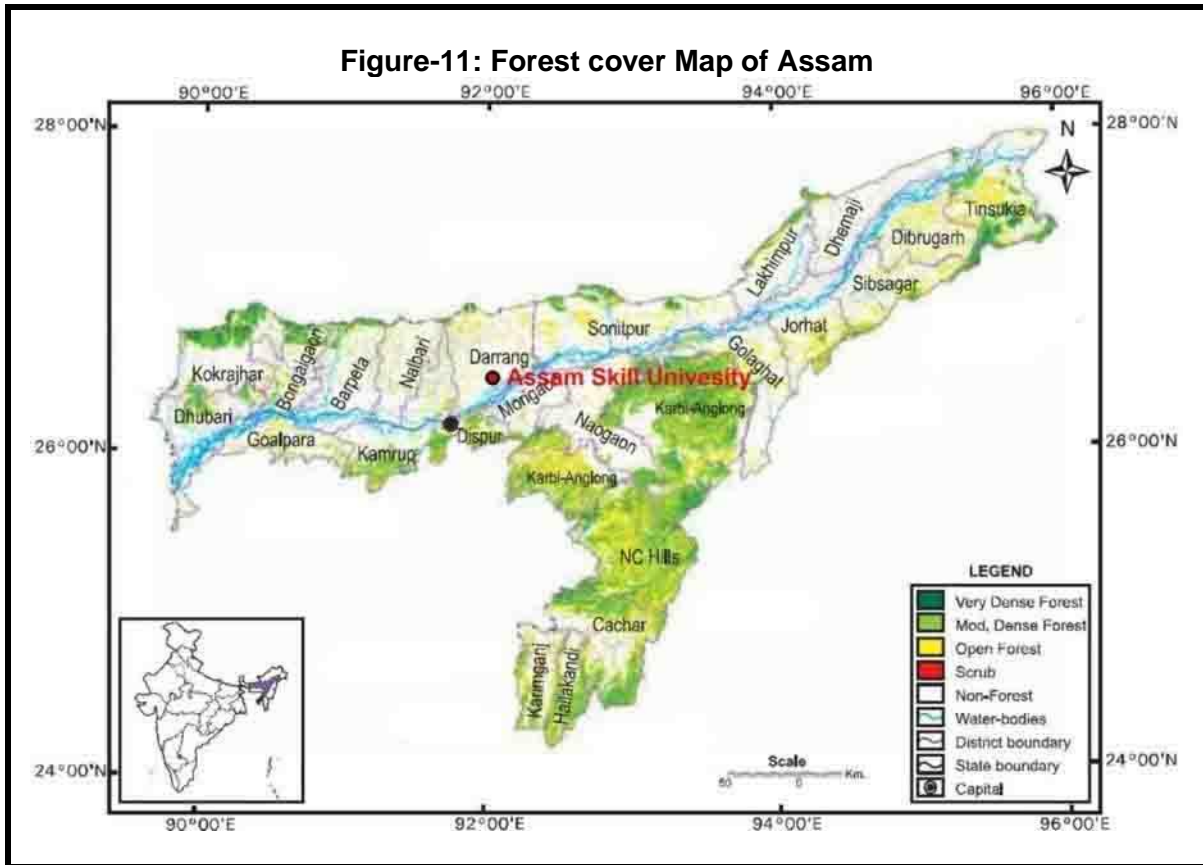 Figure-11: Forest cover Map of Assam
90°00'E 92°00'E 94°00'E 96°00'E
28°00'N 28°00'N
N
Tinsukia
Dhemaji
Dibrugarh
Lakhimpur
Sibsagar
Sonitpur
Jorhat
Golaghat
Darrang
Assam Skill Univesity
Nalbari
Barpeta
Bongaigaon
Kokrajhar
Dhubari
Morigaon
Karbi-Anglong
Naogaon
Dispur
26°00'N 26°00'N
Goalpara
Kamrup
Karbi-Anglong
NC Hills
Cachar
Karimganj
Hailakandi
LEGEND
Very Dense Forest
Mod, Dense Forest
Open Forest
Scrub
Non-Forest
Water-bodies
District boundary
State boundary
Capital
Scale
0 Km.
24°00'N 24°00'N
90°00'E 92°00'E 94°00'E 96°00'E